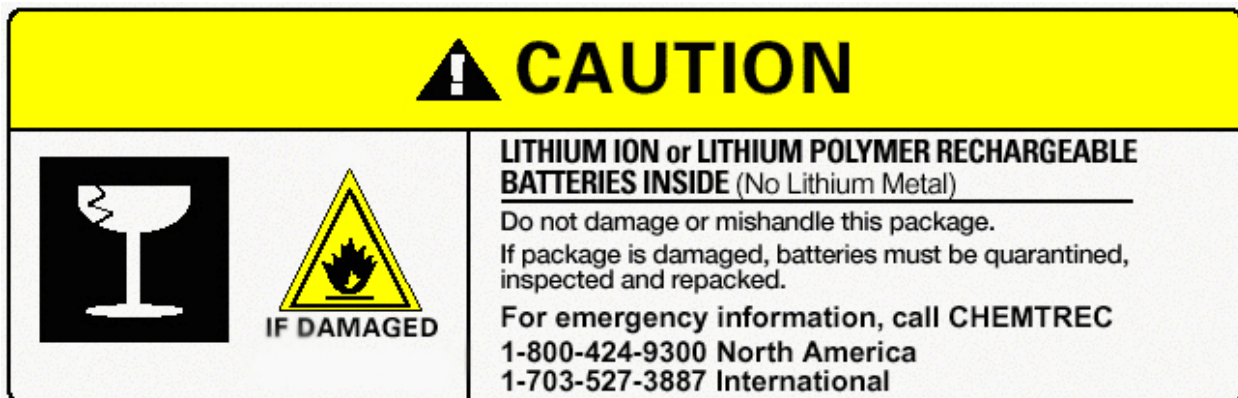 CAUTION
IF DAMAGED
LITHIUM ION or LITHIUM POLYMER RECHARGEABLE
BATTERIES INSIDE (No Lithium Metal)
Do not damage or mishandle this package.
If package is damaged, batteries must be quarantined,
inspected and repacked.
For emergency information, call CHEMTREC
1-800-424-9300 North America
1-703-527-3887 International